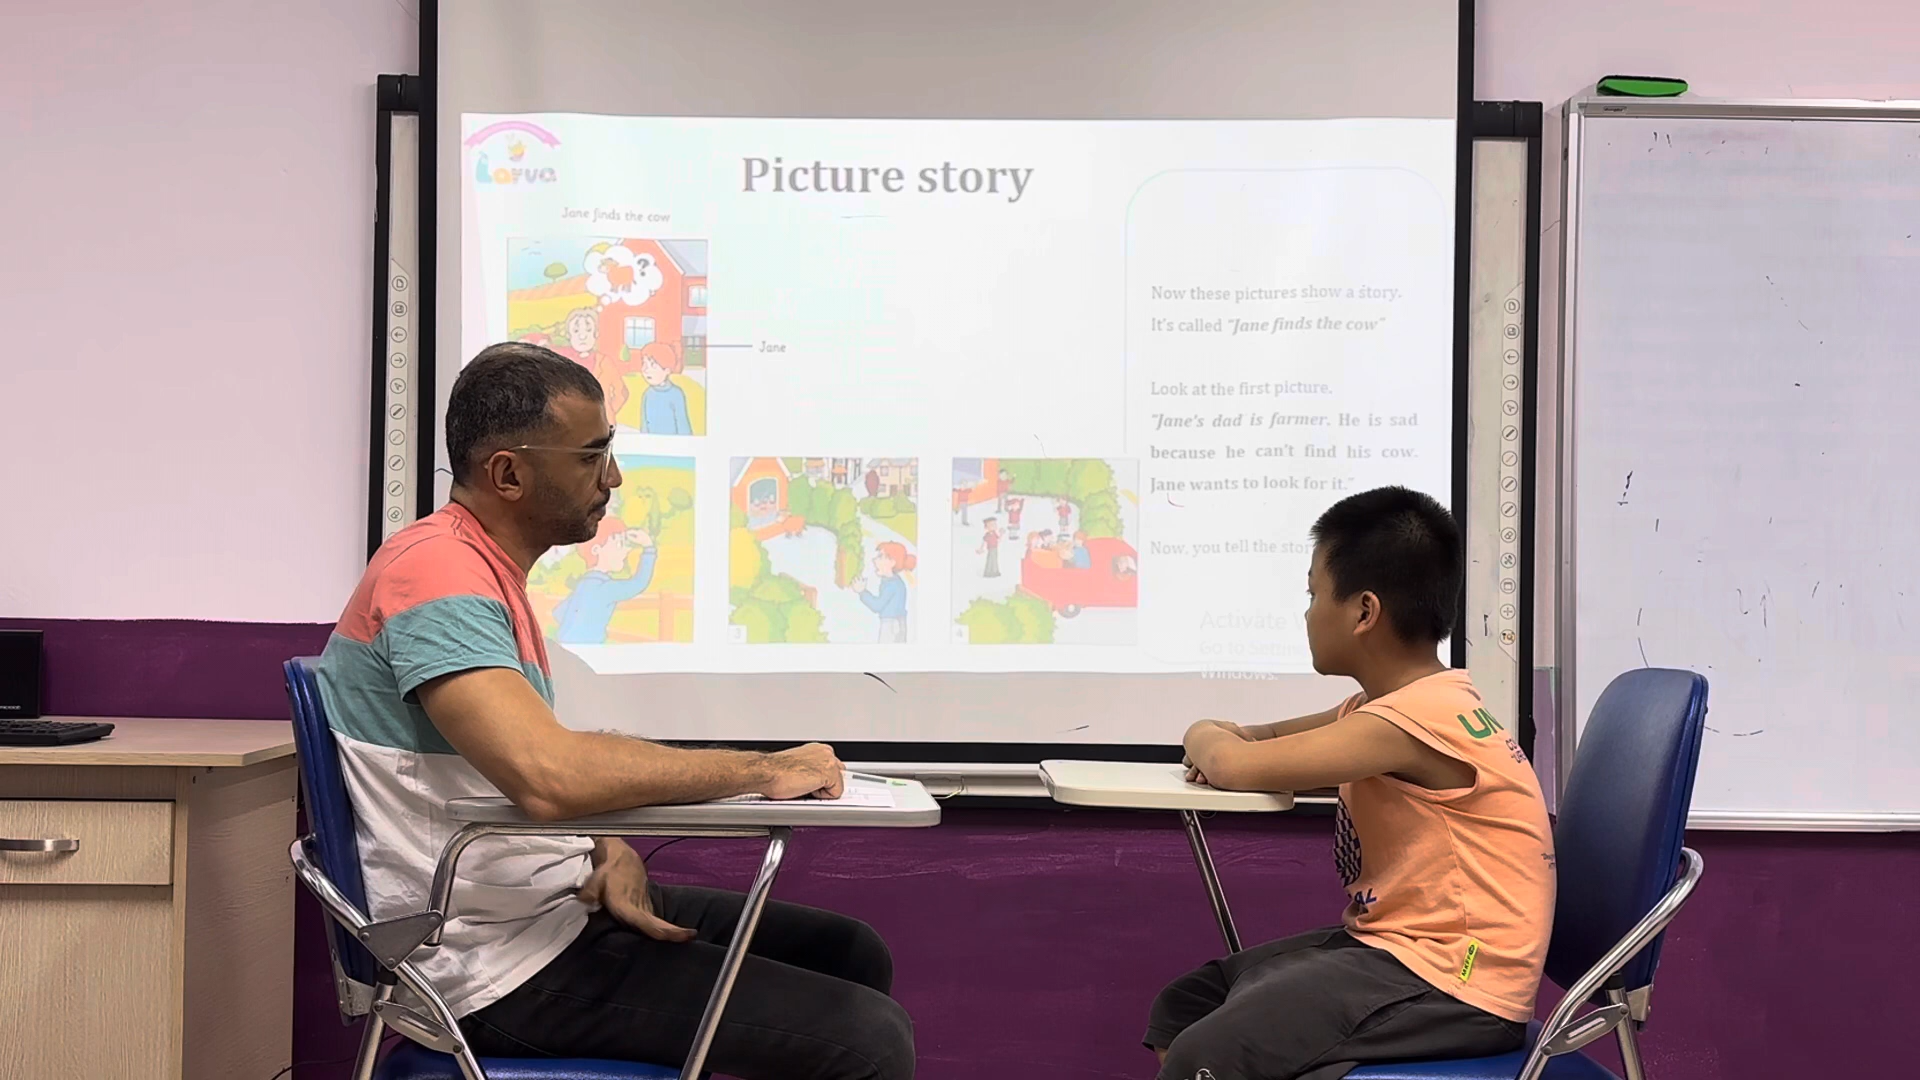 Larva
Picture story
Jane finds the cow
?
Jane
Now these pictures show a story.
It's called "Jane finds the cow"
Look at the first picture.
"Jane's dad is farmer. He is sad
because he can't find his cow.
Jane wants to look for it."
Now, you tell the
3
4
Activate
Go to
Windows.
UN